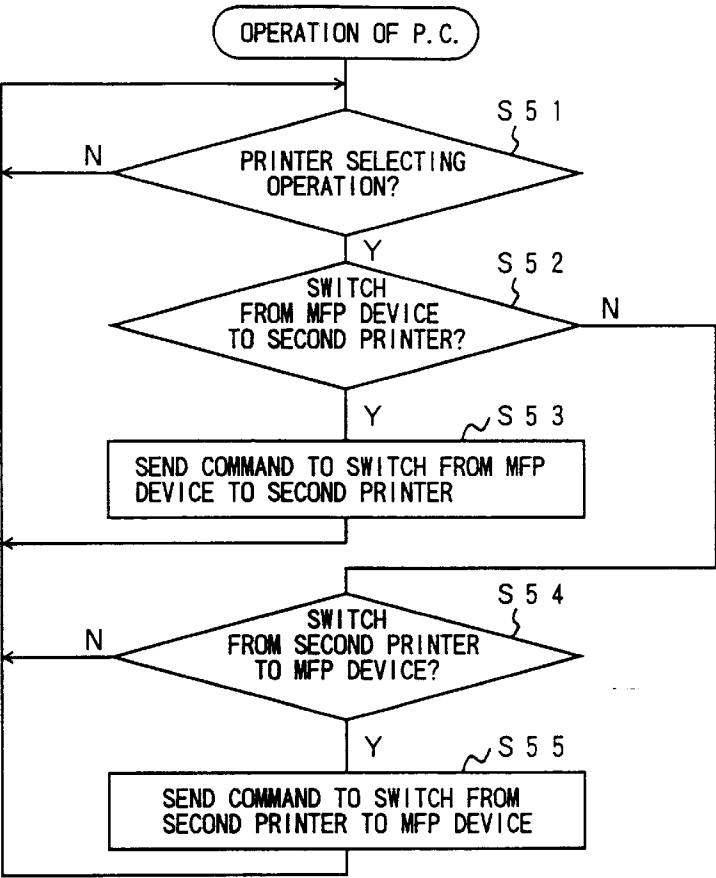 OPERATION OF P.C.
S51
N
PRINTER SELECTING
OPERATION?
Y
S52
SWITCH
FROM MFP DEVICE
TO SECOND PRINTER?
N
Y
S53
SEND COMMAND TO SWITCH FROM MFP
DEVICE TO SECOND PRINTER
S54
SWITCH
FROM SECOND PRINTER
TO MFP DEVICE?
N
Y
S55
SEND COMMAND TO SWITCH FROM
SECOND PRINTER TO MFP DEVICE